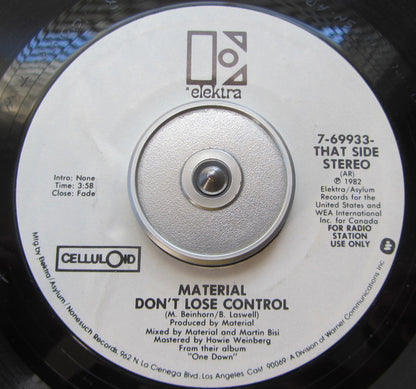 elektra
7-69933-
THAT SIDE
STEREO
(AR)
℗ 1982
Elektra/Asylum
Records for the
United States and
WEA International
Inc. for Canada
FOR RADIO
STATION
USE ONLY
Intro: None
Time: 3:58
Close: Fade
CELLULOID
MATERIAL
DON'T LOSE CONTROL
(M. Beinhorn/B. Laswell)
Produced by Material
Mixed by Material and Martin Bisi
Mastered by Howie Weinberg
From their album
"One Down"
Mfg by Elektra/Asylum/Nonesuch Records, 962 N. La Cienega Blvd., Los Angeles, Calif. 90069 · A Division of Warner Communications Inc.